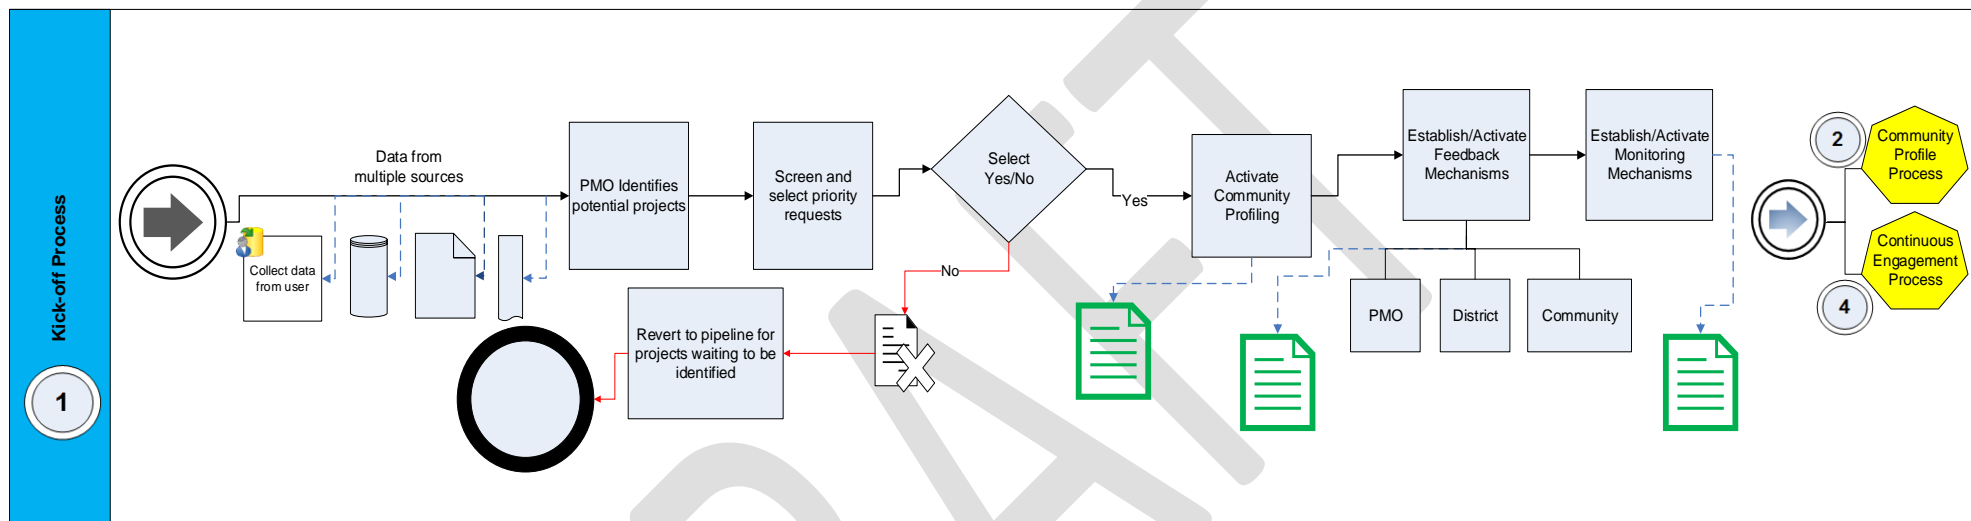 Kick-off Process
1
Data from
multiple sources
Collect data
from user
PMO Identifies
potential projects
Screen and
select priority
requests
Select
Yes/No
Yes
No
Revert to pipeline for
projects waiting to be
identified
Activate
Community
Profiling
Establish/Activate
Feedback
Mechanisms
PMO
District
Community
Establish/Activate
Monitoring
Mechanisms
2
Community
Profile
Process
Continuous
Engagement
Process
4
DRAFT